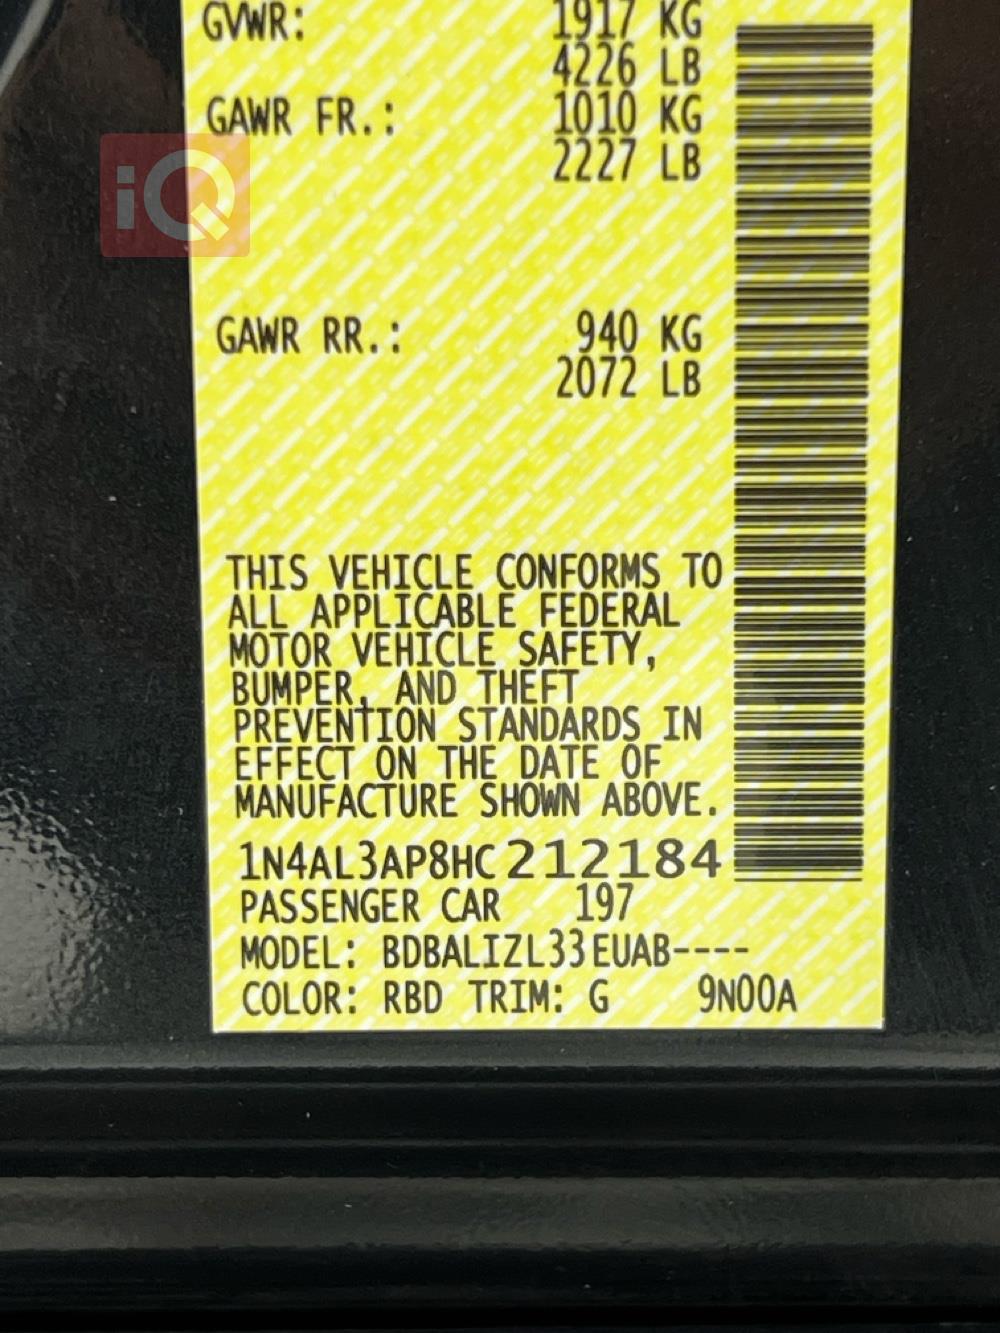 GVWR: 1917 KG
4226 LB
GAWR FR.: 1010 KG
2227 LB
iQ
GAWR RR.: 940 KG
2072 LB
THIS VEHICLE CONFORMS TO
ALL APPLICABLE FEDERAL
MOTOR VEHICLE SAFETY,
BUMPER, AND THEFT
PREVENTION STANDARDS IN
EFFECT ON THE DATE OF
MANUFACTURE SHOWN ABOVE.
1N4AL3AP8HC212184
PASSENGER CAR 197
MODEL: BDBALIZL33EUAB----
COLOR: RBD TRIM: G 9N00A